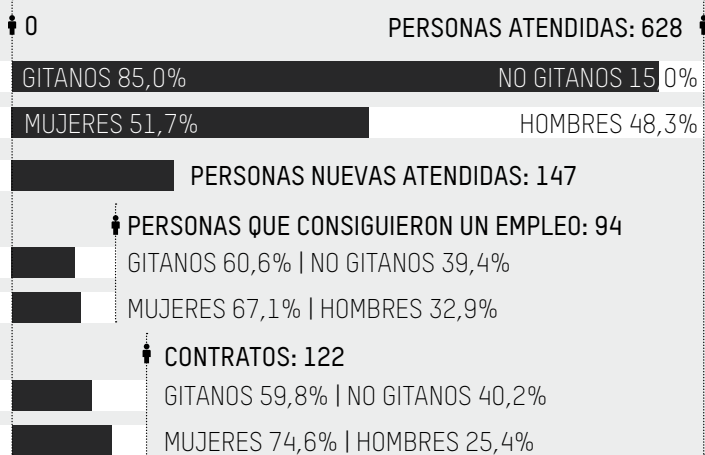 0 PERSONAS ATENDIDAS: 628
GITANOS 85,0% NO GITANOS 15,0%
MUJERES 51,7% HOMBRES 48,3%
PERSONAS NUEVAS ATENDIDAS: 147
PERSONAS QUE CONSIGUIERON UN EMPLEO: 94
GITANOS 60,6% | NO GITANOS 39,4%
MUJERES 67,1% | HOMBRES 32,9%
CONTRATOS: 122
GITANOS 59,8% | NO GITANOS 40,2%
MUJERES 74,6% | HOMBRES 25,4%